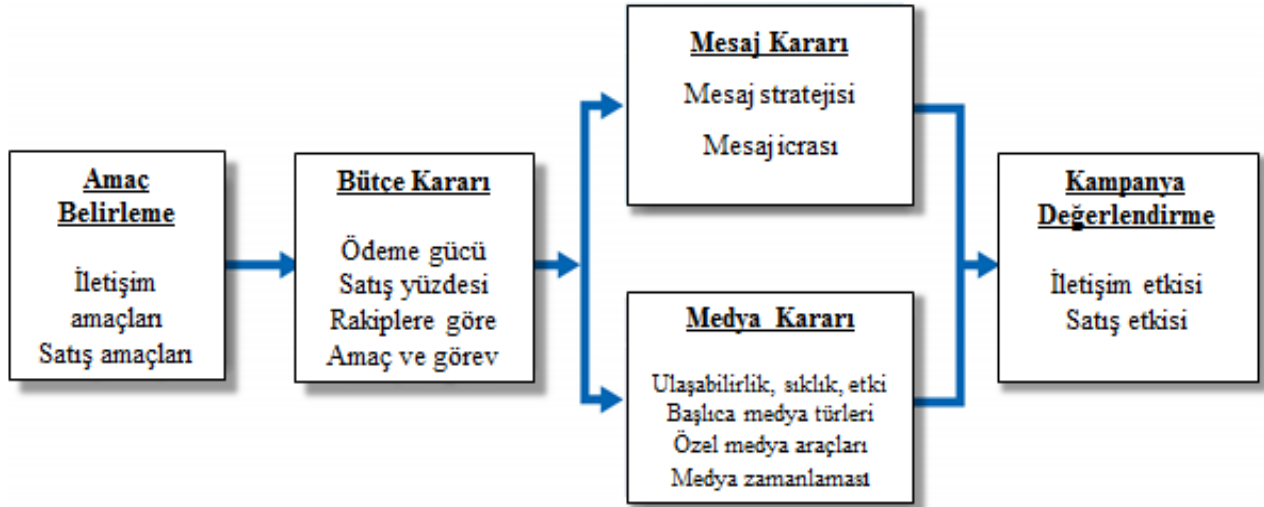 Amaç
Belirleme
İletişim
amaçları
Satış amaçları
Bütçe Kararı
Ödeme gücü
Satış yüzdesi
Rakiplere göre
Amaç ve görev
Mesaj Kararı
Mesaj stratejisi
Mesaj icrası
Medya Kararı
Ulaşabilirlik, sıklık, etki
Başlıca medya türleri
Özel medya araçları
Medya zamanlaması
Kampanya
Değerlendirme
İletişim etkisi
Satış etkisi